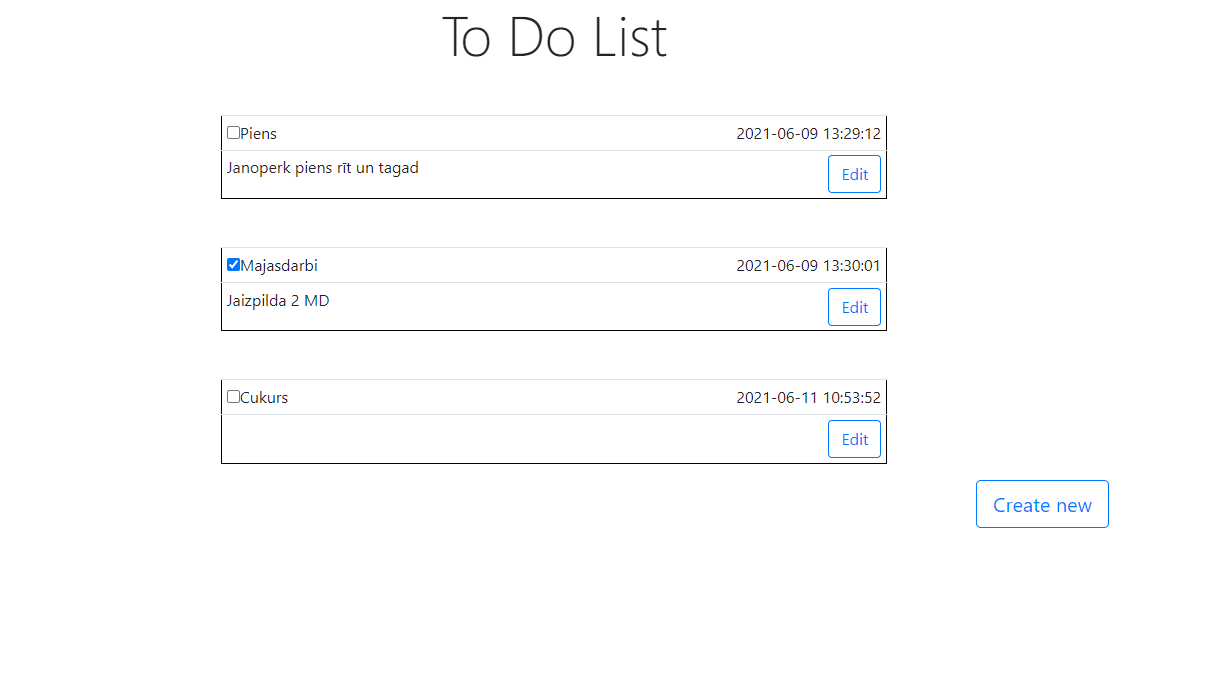 To Do List
Piens 2021-06-09 13:29:12
Janoperk piens rīt un tagad Edit
Majasdarbi 2021-06-09 13:30:01
Jaizpilda 2 MD Edit
Cukurs 2021-06-11 10:53:52
Edit
Create new